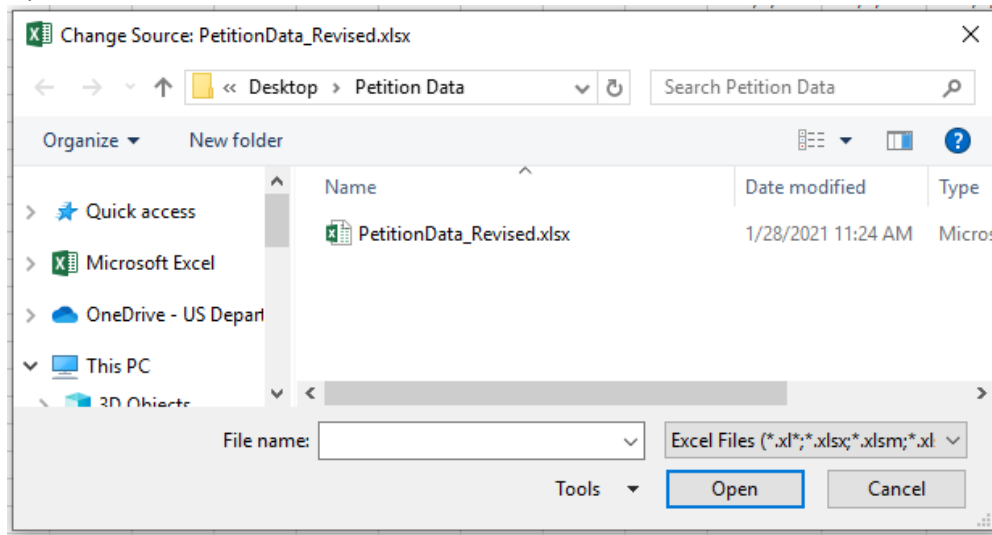 Change Source: PetitionData_Revised.xlsx
« Desktop > Petition Data
Search Petition Data
Organize
New folder
?
Name
Date modified
Type
Quick access
PetitionData_Revised.xlsx
1/28/2021 11:24 AM
Micros
Microsoft Excel
OneDrive - US Depart
This PC
3D Objects
File name:
Excel Files (*.xl*;*.xlsx;*.xlsm;*.xl
Tools
Open
Cancel